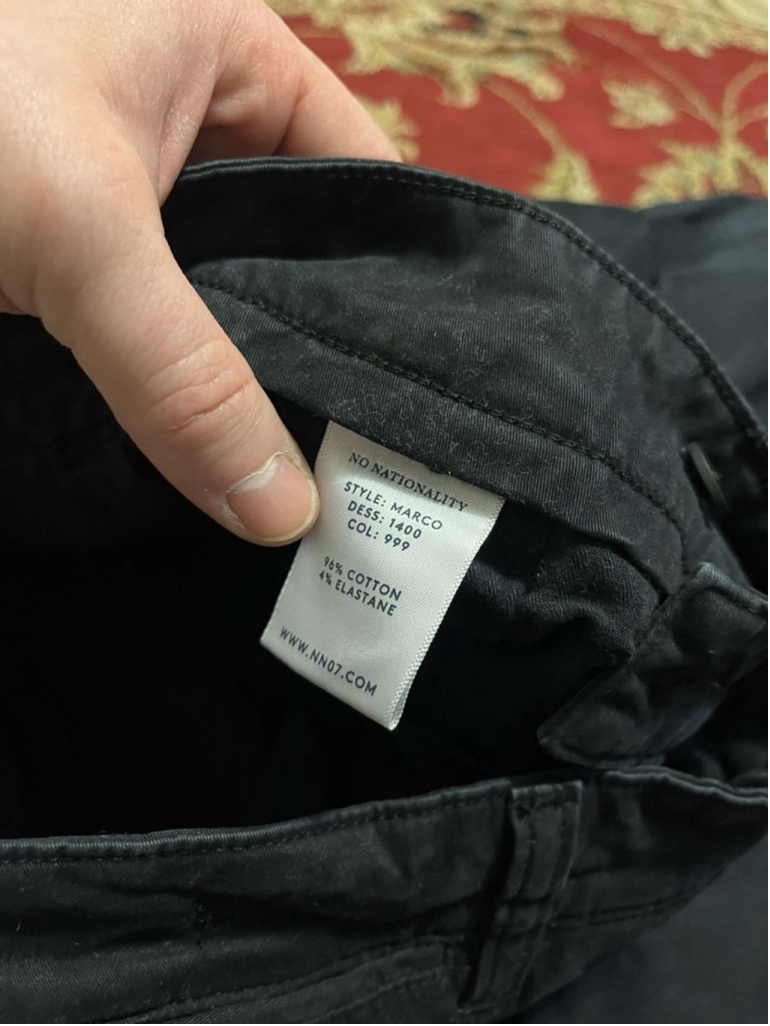 NO NATIONALITY
STYLE: MARCO
DESS: 1400
COL: 999
96% COTTON
4% ELASTANE
WWW.NN07.COM